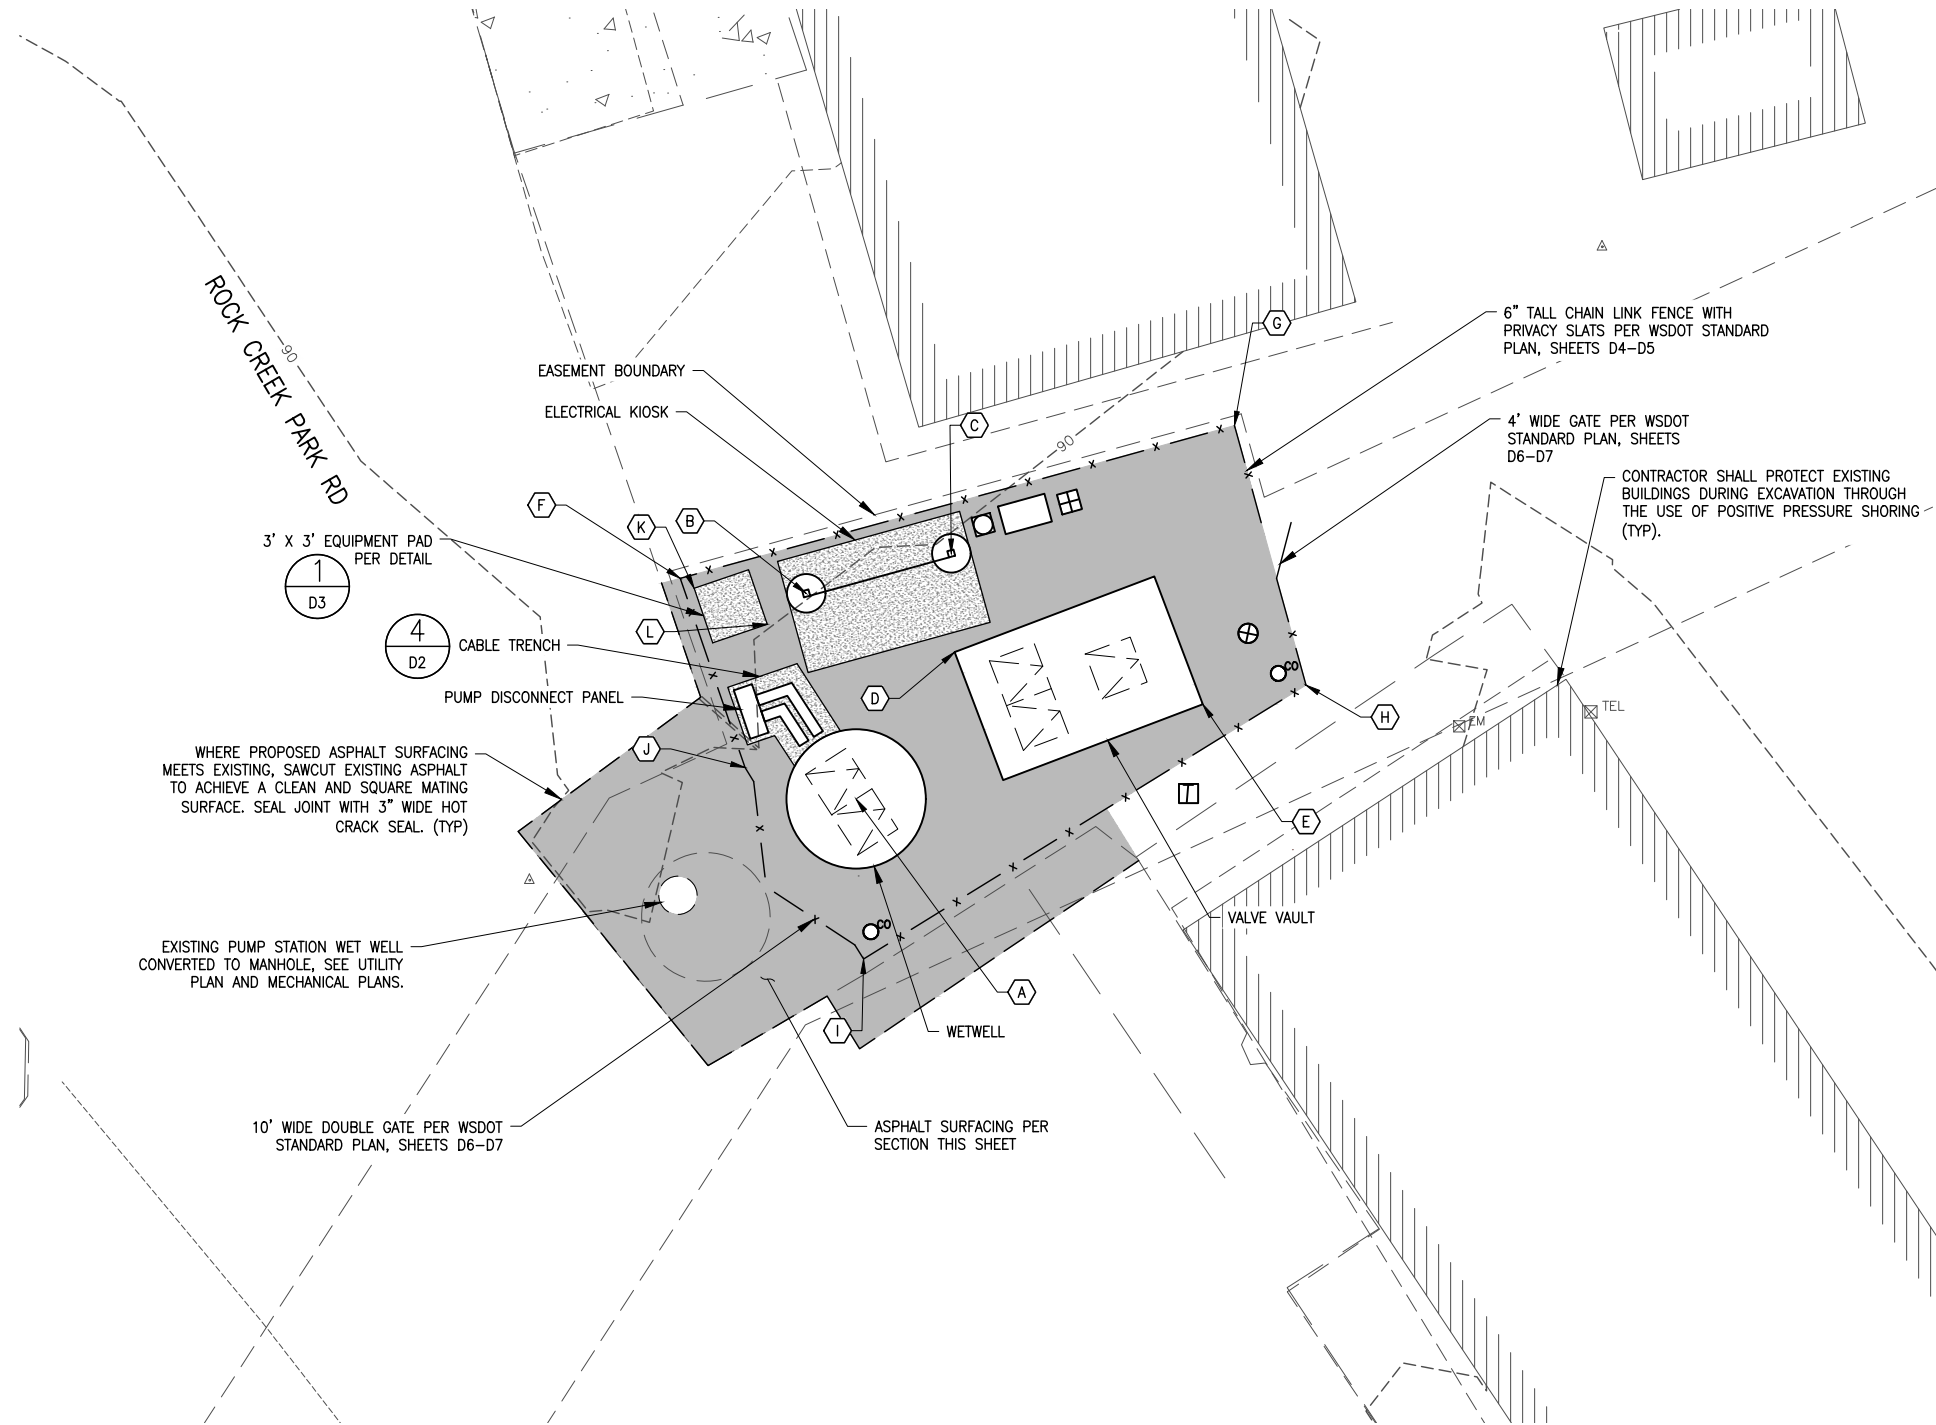 ROCK CREEK PARK RD
90
EASEMENT BOUNDARY
ELECTRICAL KIOSK
C
G
90
6” TALL CHAIN LINK FENCE WITH
PRIVACY SLATS PER WSDOT STANDARD
PLAN, SHEETS D4–D5
4’ WIDE GATE PER WSDOT
STANDARD PLAN, SHEETS
D6–D7
CONTRACTOR SHALL PROTECT EXISTING
BUILDINGS DURING EXCAVATION THROUGH
THE USE OF POSITIVE PRESSURE SHORING
(TYP).
F
K
B
3’ X 3’ EQUIPMENT PAD
PER DETAIL
1
D3
L
4
D2
CABLE TRENCH
PUMP DISCONNECT PANEL
D
CO
H
EM
TEL
J
WHERE PROPOSED ASPHALT SURFACING
MEETS EXISTING, SAWCUT EXISTING ASPHALT
TO ACHIEVE A CLEAN AND SQUARE MATING
SURFACE. SEAL JOINT WITH 3” WIDE HOT
CRACK SEAL. (TYP)
T
E
VALVE VAULT
CO
EXISTING PUMP STATION WET WELL
CONVERTED TO MANHOLE, SEE UTILITY
PLAN AND MECHANICAL PLANS.
A
I
WETWELL
10’ WIDE DOUBLE GATE PER WSDOT
STANDARD PLAN, SHEETS D6–D7
ASPHALT SURFACING PER
SECTION THIS SHEET